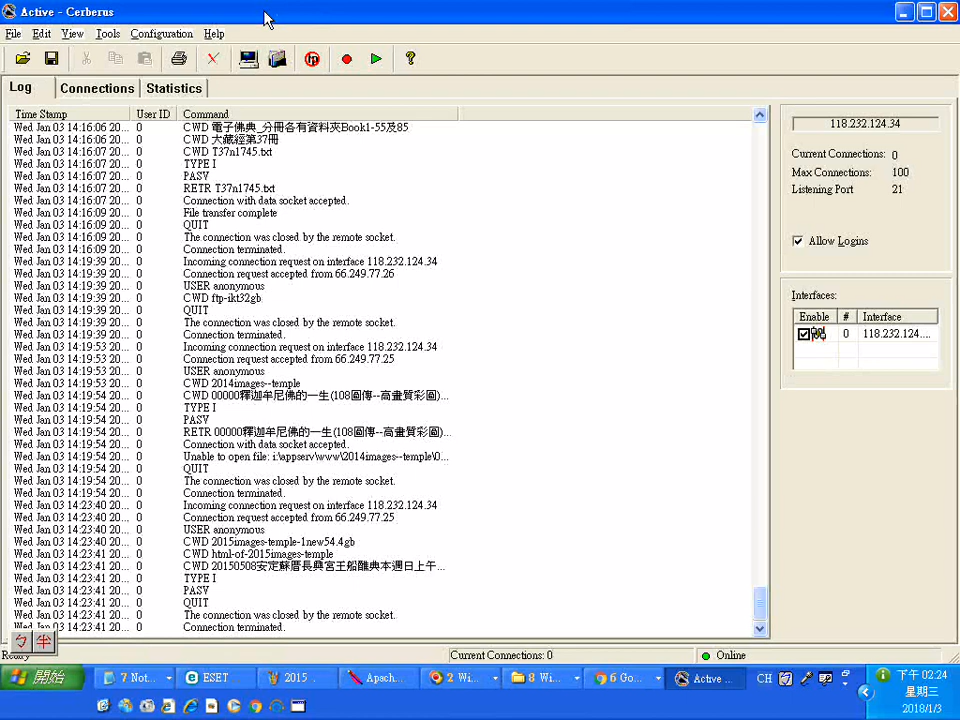 Active - Cerberus
File Edit View Tools Configuration Help
Log Connections Statistics
Time Stamp User ID Command
Wed Jan 03 14:16:06 20... 0 CWD 電子佛典_分冊各有資料夾Book1-55及85
Wed Jan 03 14:16:06 20... 0 CWD 大藏經第37冊
Wed Jan 03 14:16:07 20... 0 CWD T37n1745.txt
Wed Jan 03 14:16:07 20... 0 TYPE I
Wed Jan 03 14:16:07 20... 0 PASV
Wed Jan 03 14:16:07 20... 0 RETR T37n1745.txt
Wed Jan 03 14:16:07 20... 0 Connection with data socket accepted.
Wed Jan 03 14:16:09 20... 0 File transfer complete
Wed Jan 03 14:16:09 20... 0 QUIT
Wed Jan 03 14:16:09 20... 0 The connection was closed by the remote socket.
Wed Jan 03 14:16:09 20... 0 Connection terminated.
Wed Jan 03 14:19:39 20... 0 Incoming connection request on interface 118.232.124.34
Wed Jan 03 14:19:39 20... 0 Connection request accepted from 66.249.77.26
Wed Jan 03 14:19:39 20... 0 USER anonymous
Wed Jan 03 14:19:39 20... 0 CWD ftp-ikt32gb
Wed Jan 03 14:19:39 20... 0 QUIT
Wed Jan 03 14:19:39 20... 0 The connection was closed by the remote socket.
Wed Jan 03 14:19:39 20... 0 Connection terminated.
Wed Jan 03 14:19:53 20... 0 Incoming connection request on interface 118.232.124.34
Wed Jan 03 14:19:53 20... 0 Connection request accepted from 66.249.77.25
Wed Jan 03 14:19:53 20... 0 USER anonymous
Wed Jan 03 14:19:53 20... 0 CWD 2014images--temple
Wed Jan 03 14:19:53 20... 0 CWD 00000釋迦牟尼佛的一生(108圖傳--高畫質彩圖)...
Wed Jan 03 14:19:54 20... 0 TYPE I
Wed Jan 03 14:19:54 20... 0 PASV
Wed Jan 03 14:19:54 20... 0 RETR 00000釋迦牟尼佛的一生(108圖傳--高畫質彩圖)...
Wed Jan 03 14:19:54 20... 0 Connection with data socket accepted.
Wed Jan 03 14:19:54 20... 0 Unable to open file: i:\appserv\www\2014images--temple\0...
Wed Jan 03 14:19:54 20... 0 QUIT
Wed Jan 03 14:19:54 20... 0 The connection was closed by the remote socket.
Wed Jan 03 14:19:54 20... 0 Connection terminated.
Wed Jan 03 14:23:40 20... 0 Incoming connection request on interface 118.232.124.34
Wed Jan 03 14:23:40 20... 0 Connection request accepted from 66.249.77.25
Wed Jan 03 14:23:40 20... 0 USER anonymous
Wed Jan 03 14:23:40 20... 0 CWD 2015images-temple-1new54.4gb
Wed Jan 03 14:23:41 20... 0 CWD html-of-2015images-temple
Wed Jan 03 14:23:41 20... 0 CWD 20150508安定蘇厝長興宮王船醮典本週日上午...
Wed Jan 03 14:23:41 20... 0 TYPE I
Wed Jan 03 14:23:41 20... 0 PASV
Wed Jan 03 14:23:41 20... 0 QUIT
Wed Jan 03 14:23:41 20... 0 The connection was closed by the remote socket.
Wed Jan 03 14:23:41 20... 0 Connection terminated.
118.232.124.34
Current Connections: 0
Max Connections: 100
Listening Port 21
Allow Logins
Interfaces:
Enable # Interface
0 118.232.124....
ㄅ 半
Current Connections: 0 Online
開始 7 Not... ESET 2015 ... Apach... 2 Wi... 8 Wi... 6 Go... Active ... CH 下午 02:24
星期三
2018/1/3